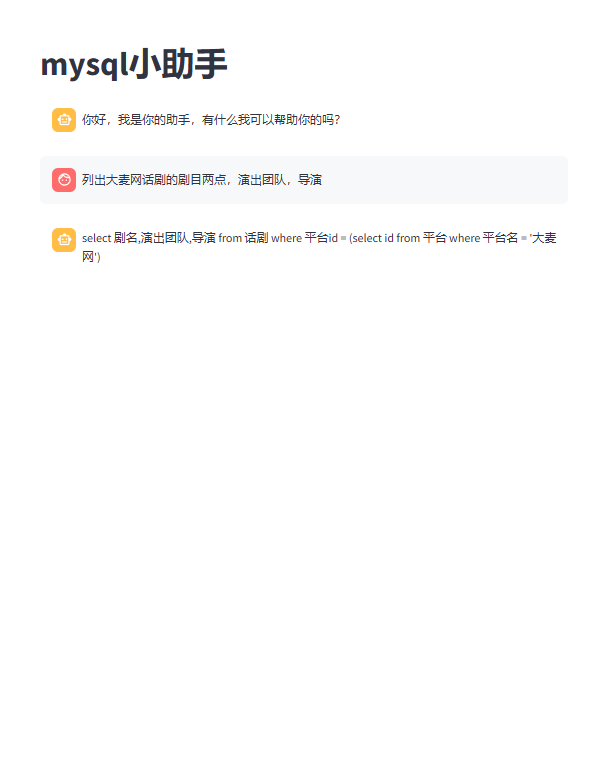 mysql小助手
你好，我是你的助手，有什么我可以帮助你的吗？
列出大麦网话剧的剧目两点，演出团队，导演
select 剧名,演出团队,导演 from 话剧 where 平台id = (select id from 平台 where 平台名 = '大麦
网')